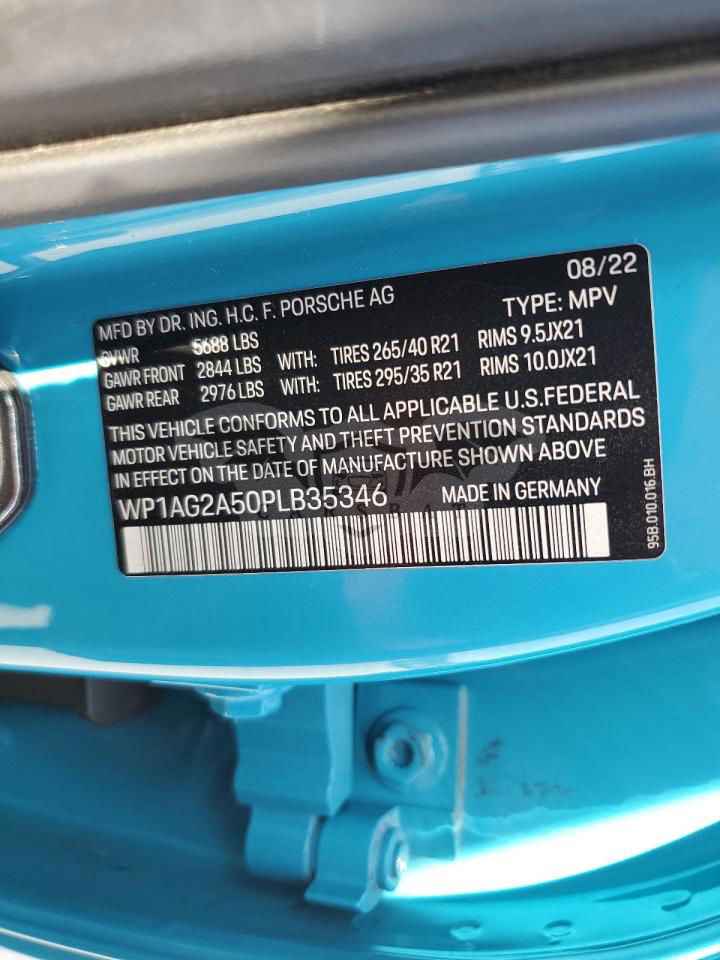 08/22
MFD BY DR. ING. H.C. F. PORSCHE AG TYPE: MPV
GVWR 5688 LBS
GAWR FRONT 2844 LBS WITH: TIRES 265/40 R21 RIMS 9.5JX21
GAWR REAR 2976 LBS WITH: TIRES 295/35 R21 RIMS 10.0JX21
THIS VEHICLE CONFORMS TO ALL APPLICABLE U.S.FEDERAL
MOTOR VEHICLE SAFETY AND THEFT PREVENTION STANDARDS
IN EFFECT ON THE DATE OF MANUFACTURE SHOWN ABOVE
WP1AG2A50PLB35346 MADE IN GERMANY
95B.010.016.BH